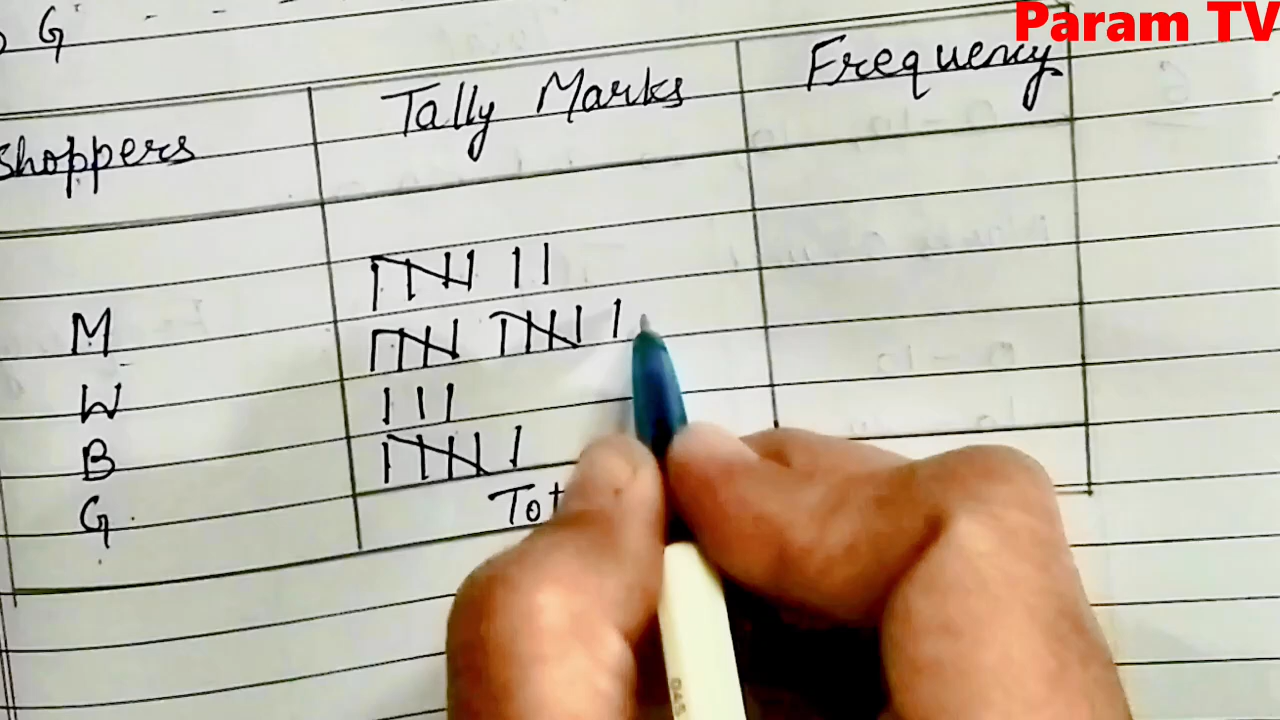 Param TV
G
Shoppers Tally Marks Frequency
M 𝍸 ||
W 𝍸 𝍸 |
B |||
G 𝍸 |
Tot